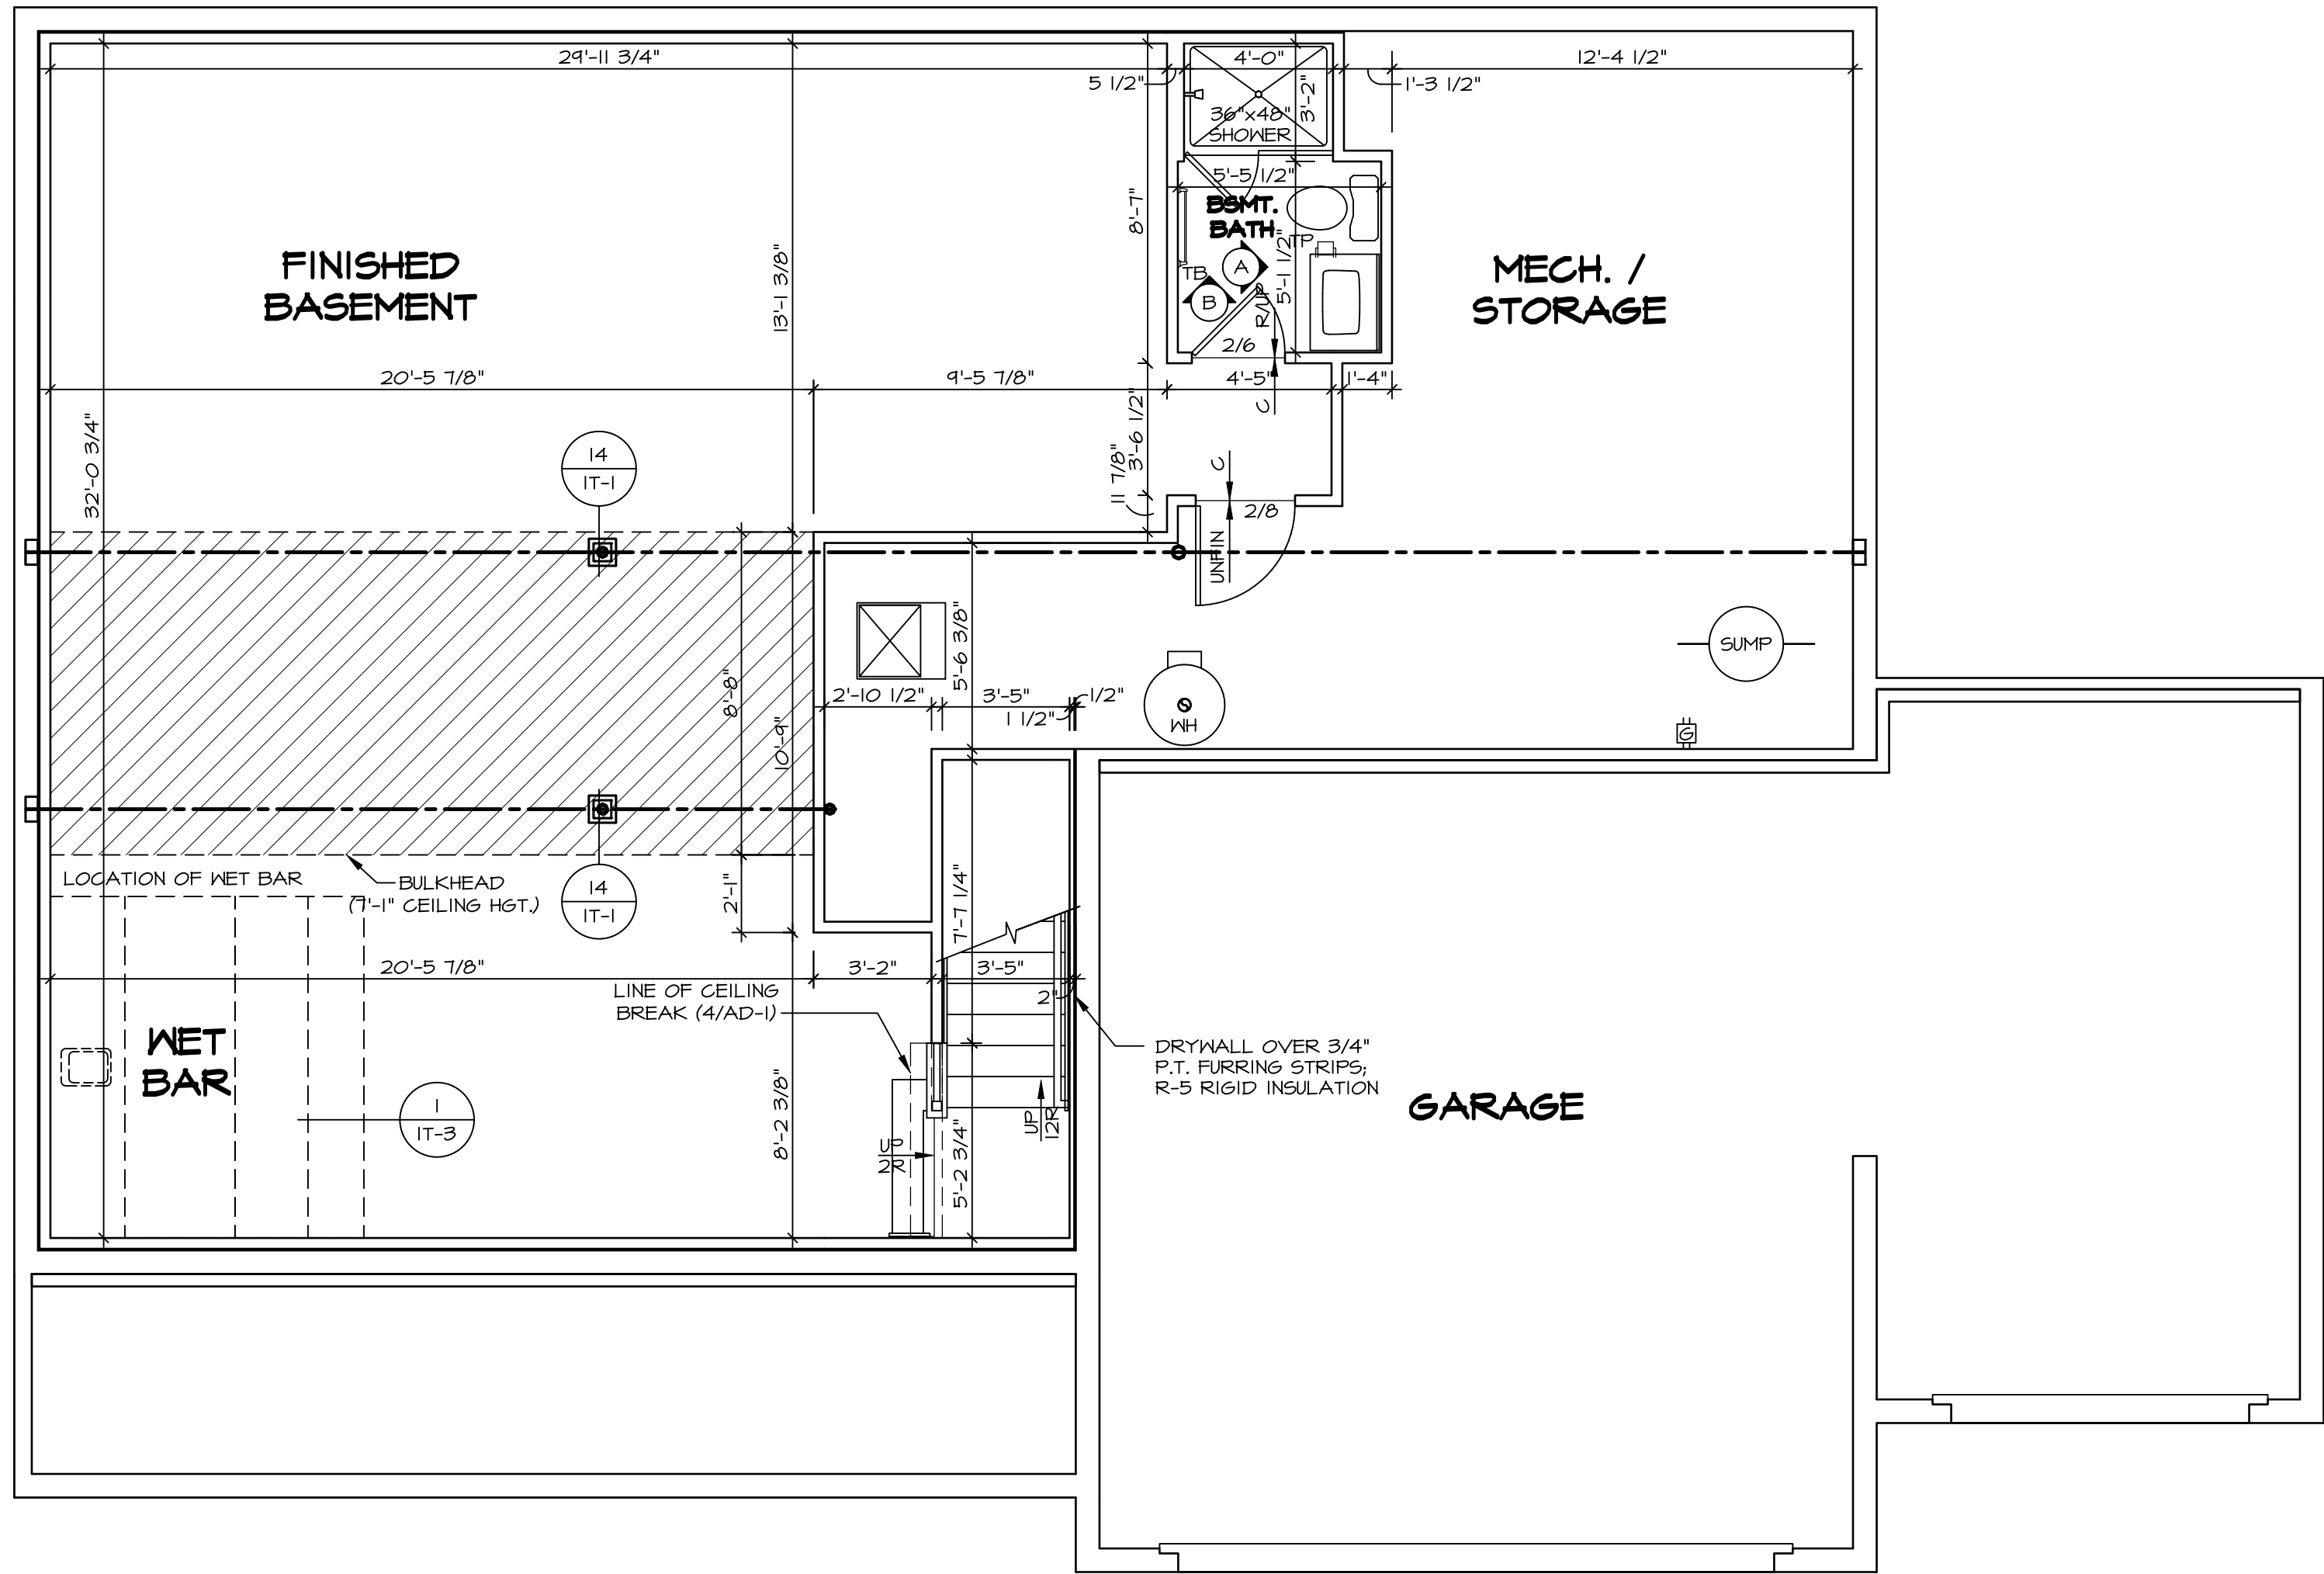 29'-11 3/4"
4'-0"
12'-4 1/2"
5 1/2"
3'-2"
1'-3 1/2"
36"x48"
SHOWER
5'-5 1/2"
8'-7"
BSMT.
BATH
TP
TB
A
B
5'-1 1/2"
R/UP
2/6
FINISHED
BASEMENT
13'-1 3/8"
MECH. /
STORAGE
20'-5 7/8"
9'-5 7/8"
4'-5"
1'-4"
C
32'-0 3/4"
3'-6 1/2"
11 7/8"
14
IT-1
C
2/8
UNFIN
5'-6 3/8"
SUMP
8'-8"
2'-10 1/2"
3'-5"
1/2"
1 1/2"
10'-9"
WH
G
LOCATION OF WET BAR
BULKHEAD
(7'-1" CEILING HGT.)
14
IT-1
2'-1"
7'-7 1/4"
20'-5 7/8"
3'-2"
3'-5"
2"
LINE OF CEILING
BREAK (4/AD-1)
WET
BAR
DRYWALL OVER 3/4"
P.T. FURRING STRIPS;
R-5 RIGID INSULATION
GARAGE
1
IT-3
8'-2 3/8"
UP
2R
5'-2 3/4"
UP
12R